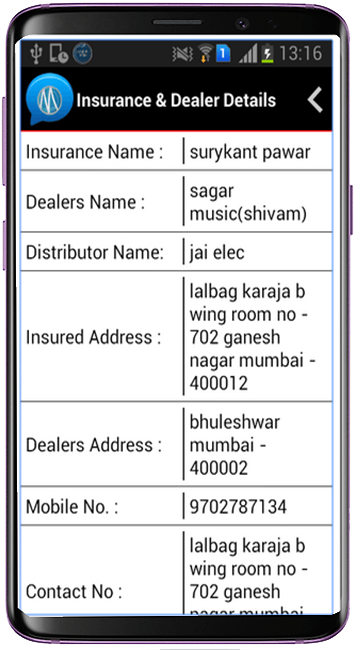 13:16
Insurance & Dealer Details
Insurance Name : surykant pawar
Dealers Name : sagar
music(shivam)
Distributor Name: jai elec
Insured Address : lalbag karaja b
wing room no -
702 ganesh
nagar mumbai -
400012
Dealers Address : bhuleshwar
mumbai -
400002
Mobile No. : 9702787134
Contact No : lalbag karaja b
wing room no -
702 ganesh
nagar mumbai